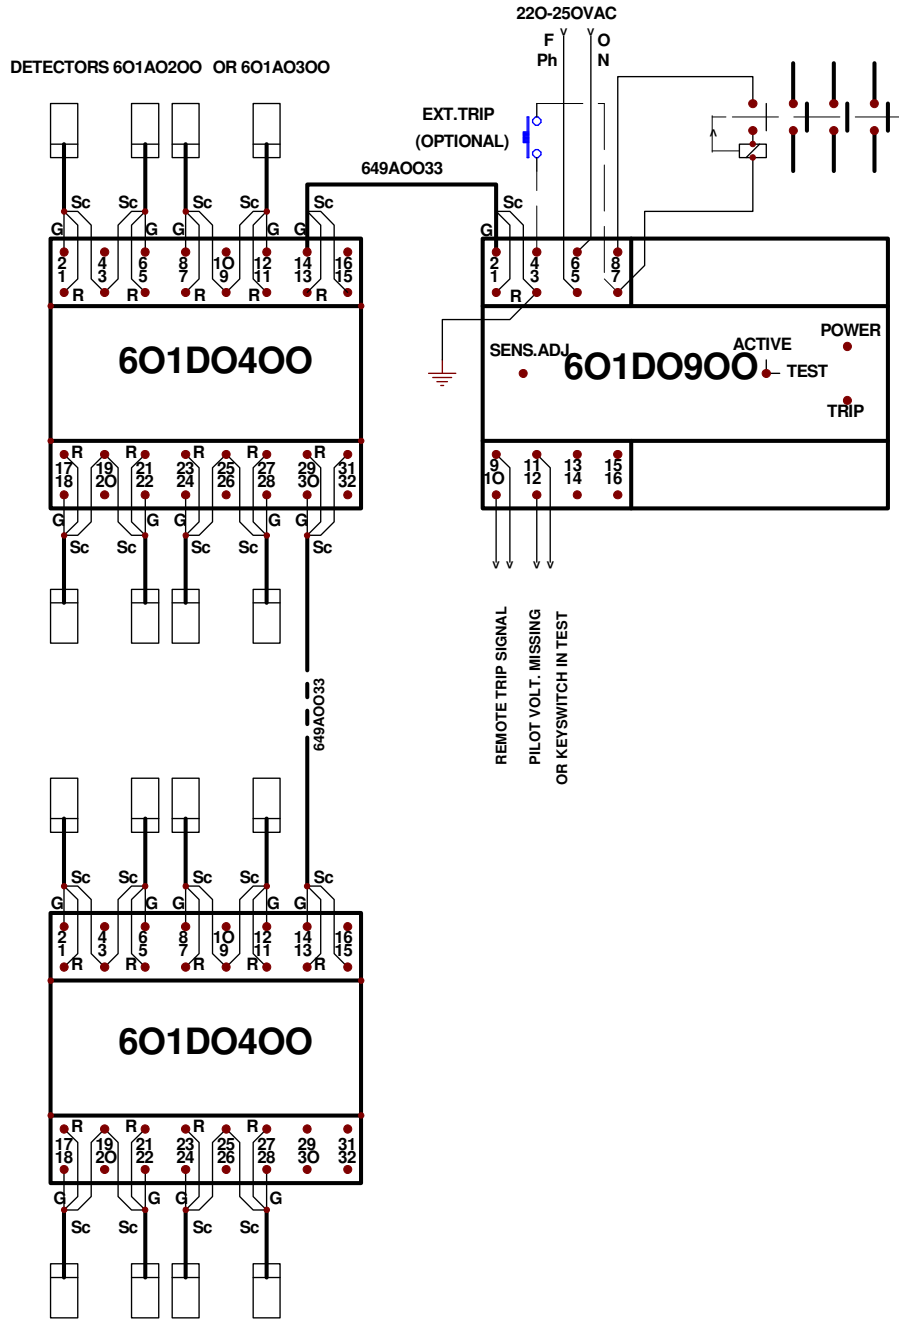 22O-25OVAC
F O
Ph N
DETECTORS 6O1AO2OO OR 6O1AO3OO
EXT.TRIP
(OPTIONAL)
649AOO33
Sc Sc Sc Sc Sc Sc
G G G G G G
2 4 6 8 1O 12 14 16 2 4 6 8
1 3 5 7 9 11 13 15 1 3 5 7
R R R R R R
POWER
ACTIVE
SENS.ADJ
6O1DO4OO 6O1DO9OO
TEST
TRIP
R R R R R
17 19 21 23 25 27 29 31 9 11 13 15
18 2O 22 24 26 28 3O 32 1O 12 14 16
G G G G G
Sc Sc Sc Sc Sc
REMOTE TRIP SIGNAL
PILOT VOLT. MISSING
OR KEYSWITCH IN TEST
649AOO33
Sc Sc Sc Sc Sc
G G G G G
2 4 6 8 1O 12 14 16
1 3 5 7 9 11 13 15
R R R R R
6O1DO4OO
R R R R
17 19 21 23 25 27 29 31
18 2O 22 24 26 28 3O 32
G G G G
Sc Sc Sc Sc